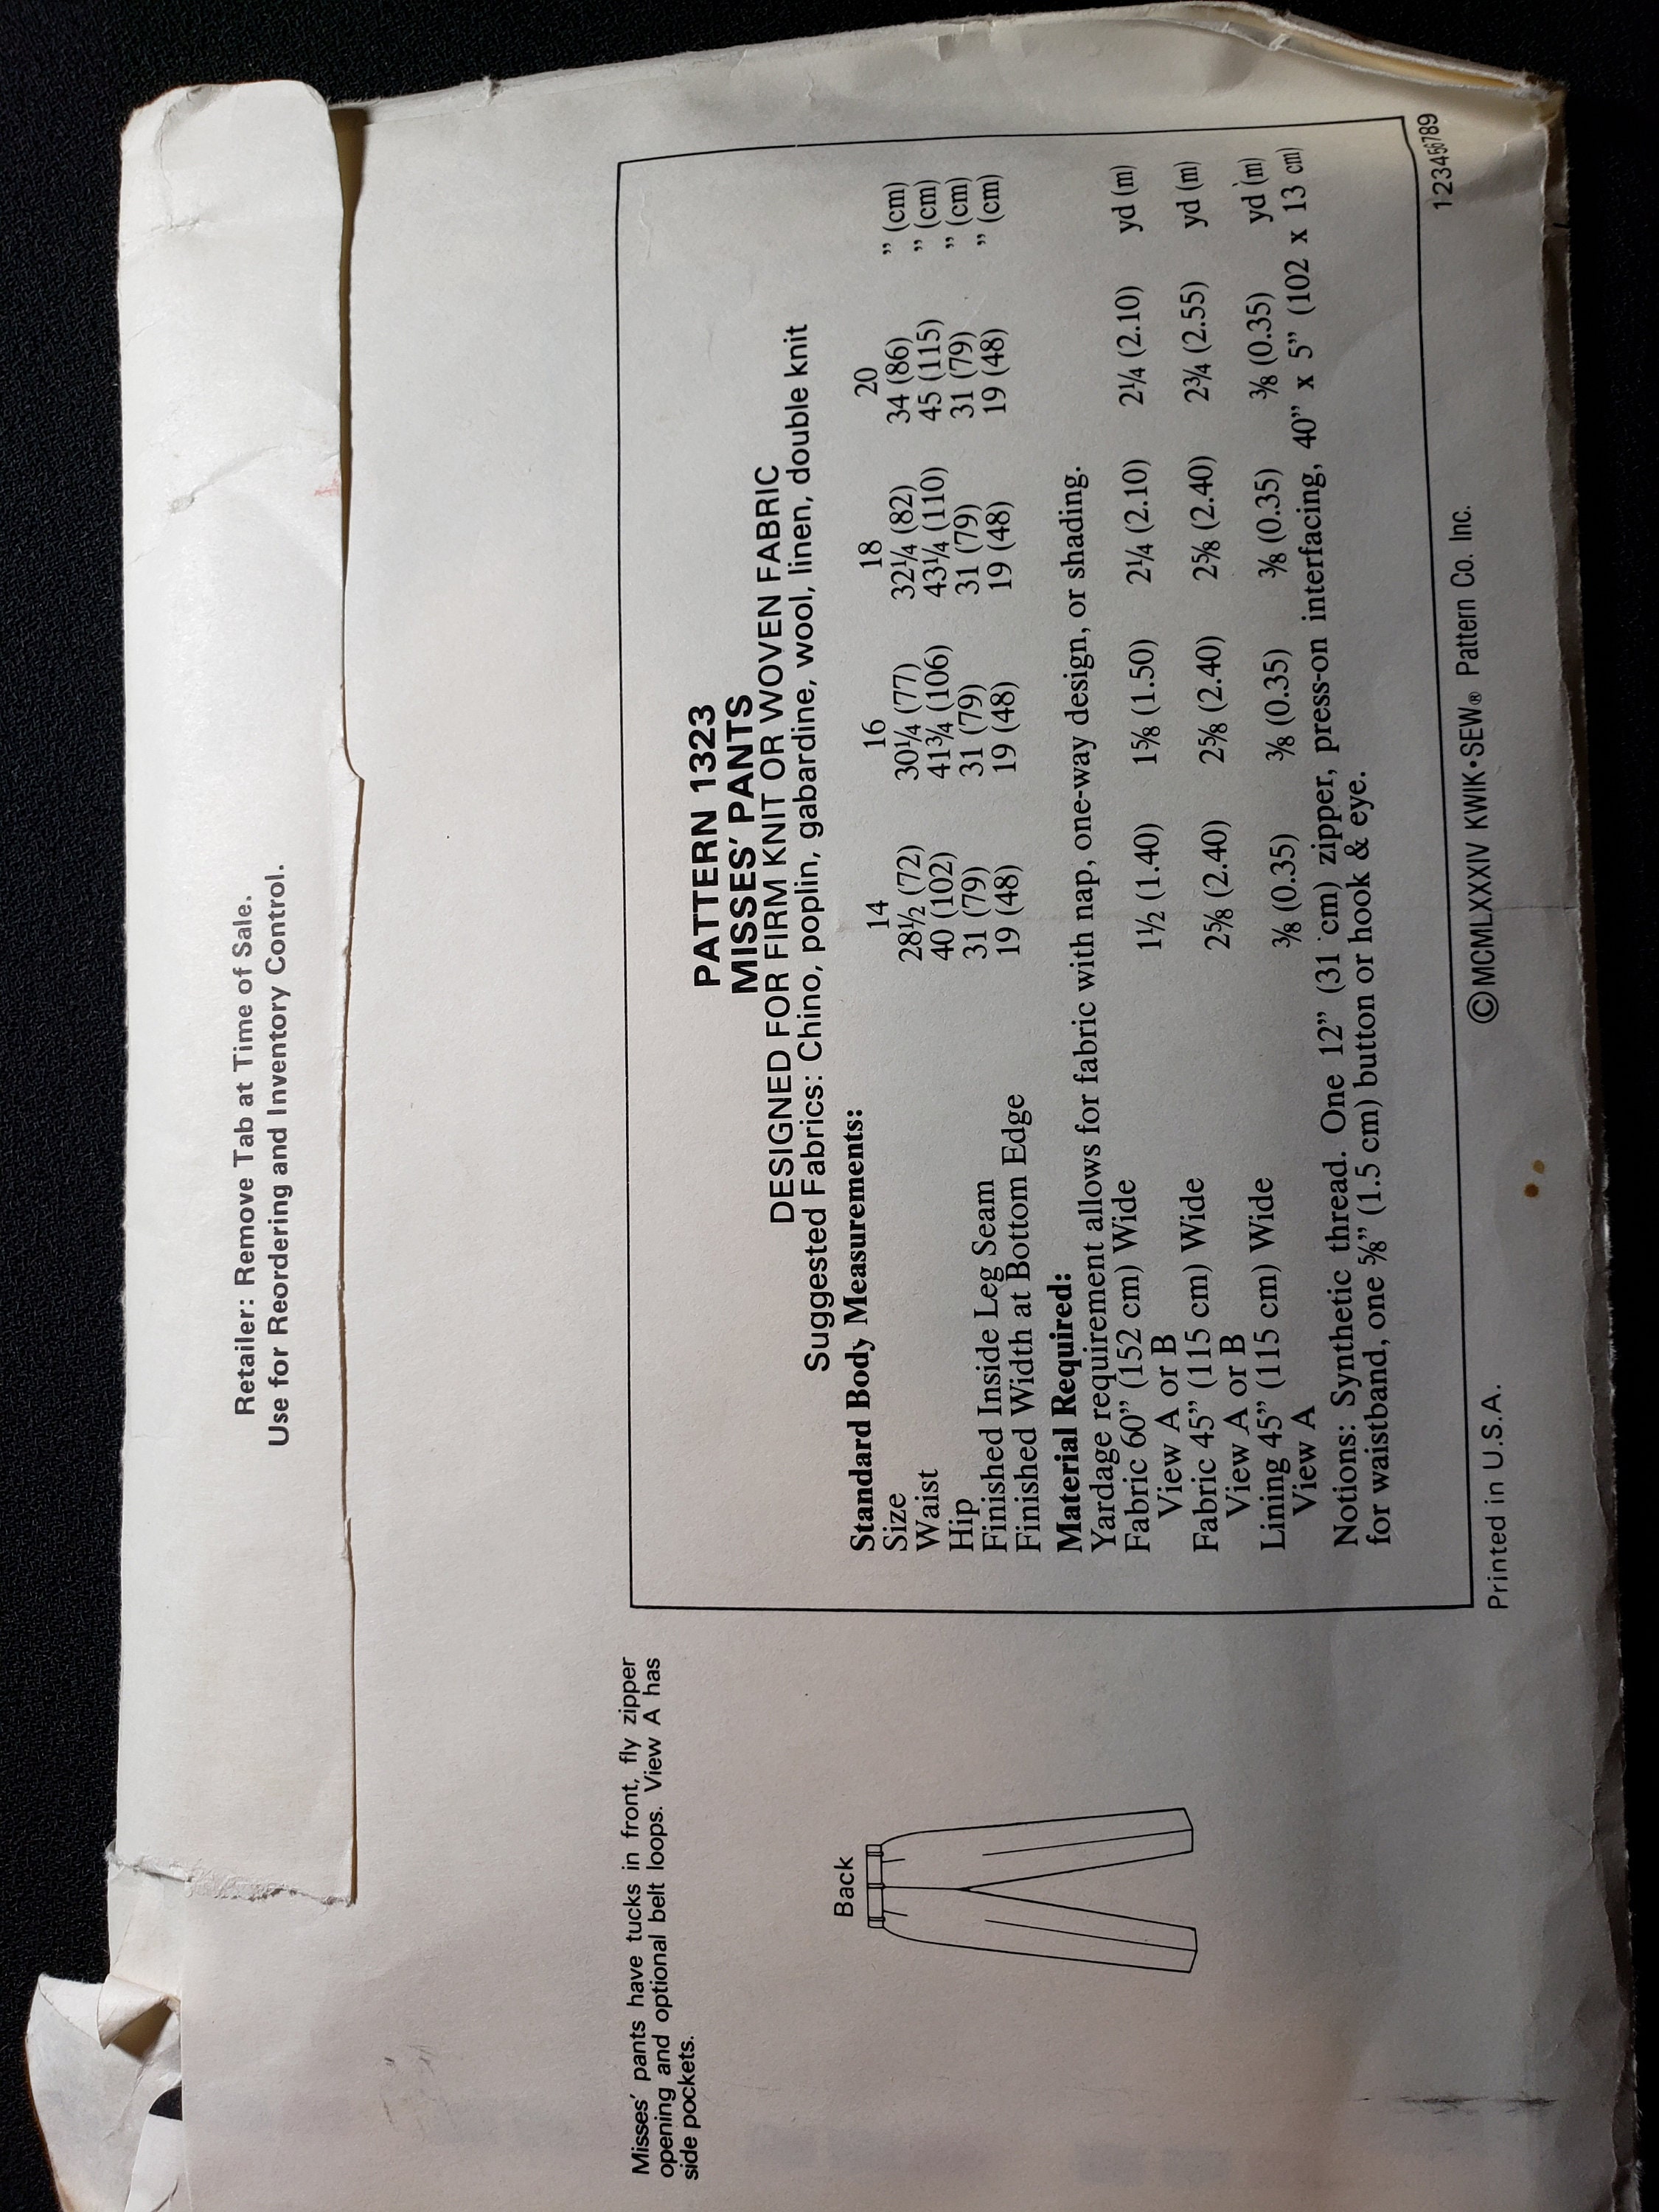 Retailer: Remove Tab at Time of Sale.
Use for Reordering and Inventory Control.
Misses' pants have tucks in front, fly zipper
opening and optional belt loops. View A has
side pockets.
Back
PATTERN 1323
MISSES' PANTS
DESIGNED FOR FIRM KNIT OR WOVEN FABRIC
Suggested Fabrics: Chino, poplin, gabardine, wool, linen, double knit
Standard Body Measurements:
Size 14 16 18 20
Waist 28½ (72) 30¼ (77) 32¼ (82) 34 (86) ” (cm)
Hip 40 (102) 41¾ (106) 43¼ (110) 45 (115) ” (cm)
Finished Inside Leg Seam 31 (79) 31 (79) 31 (79) 31 (79) ” (cm)
Finished Width at Bottom Edge 19 (48) 19 (48) 19 (48) 19 (48) ” (cm)
Material Required:
Yardage requirement allows for fabric with nap, one-way design, or shading.
Fabric 60” (152 cm) Wide
View A or B 1½ (1.40) 1⅝ (1.50) 2¼ (2.10) 2¼ (2.10) yd (m)
Fabric 45” (115 cm) Wide
View A or B 2⅝ (2.40) 2⅝ (2.40) 2⅝ (2.40) 2¾ (2.55) yd (m)
Lining 45” (115 cm) Wide
View A ⅜ (0.35) ⅜ (0.35) ⅜ (0.35) ⅜ (0.35) yd (m)
Notions: Synthetic thread. One 12” (31 cm) zipper, press-on interfacing, 40” x 5” (102 x 13 cm)
for waistband, one ⅝” (1.5 cm) button or hook & eye.
Printed in U.S.A. ©MCMLXXXIV KWIK•SEW® Pattern Co. Inc. 123456789